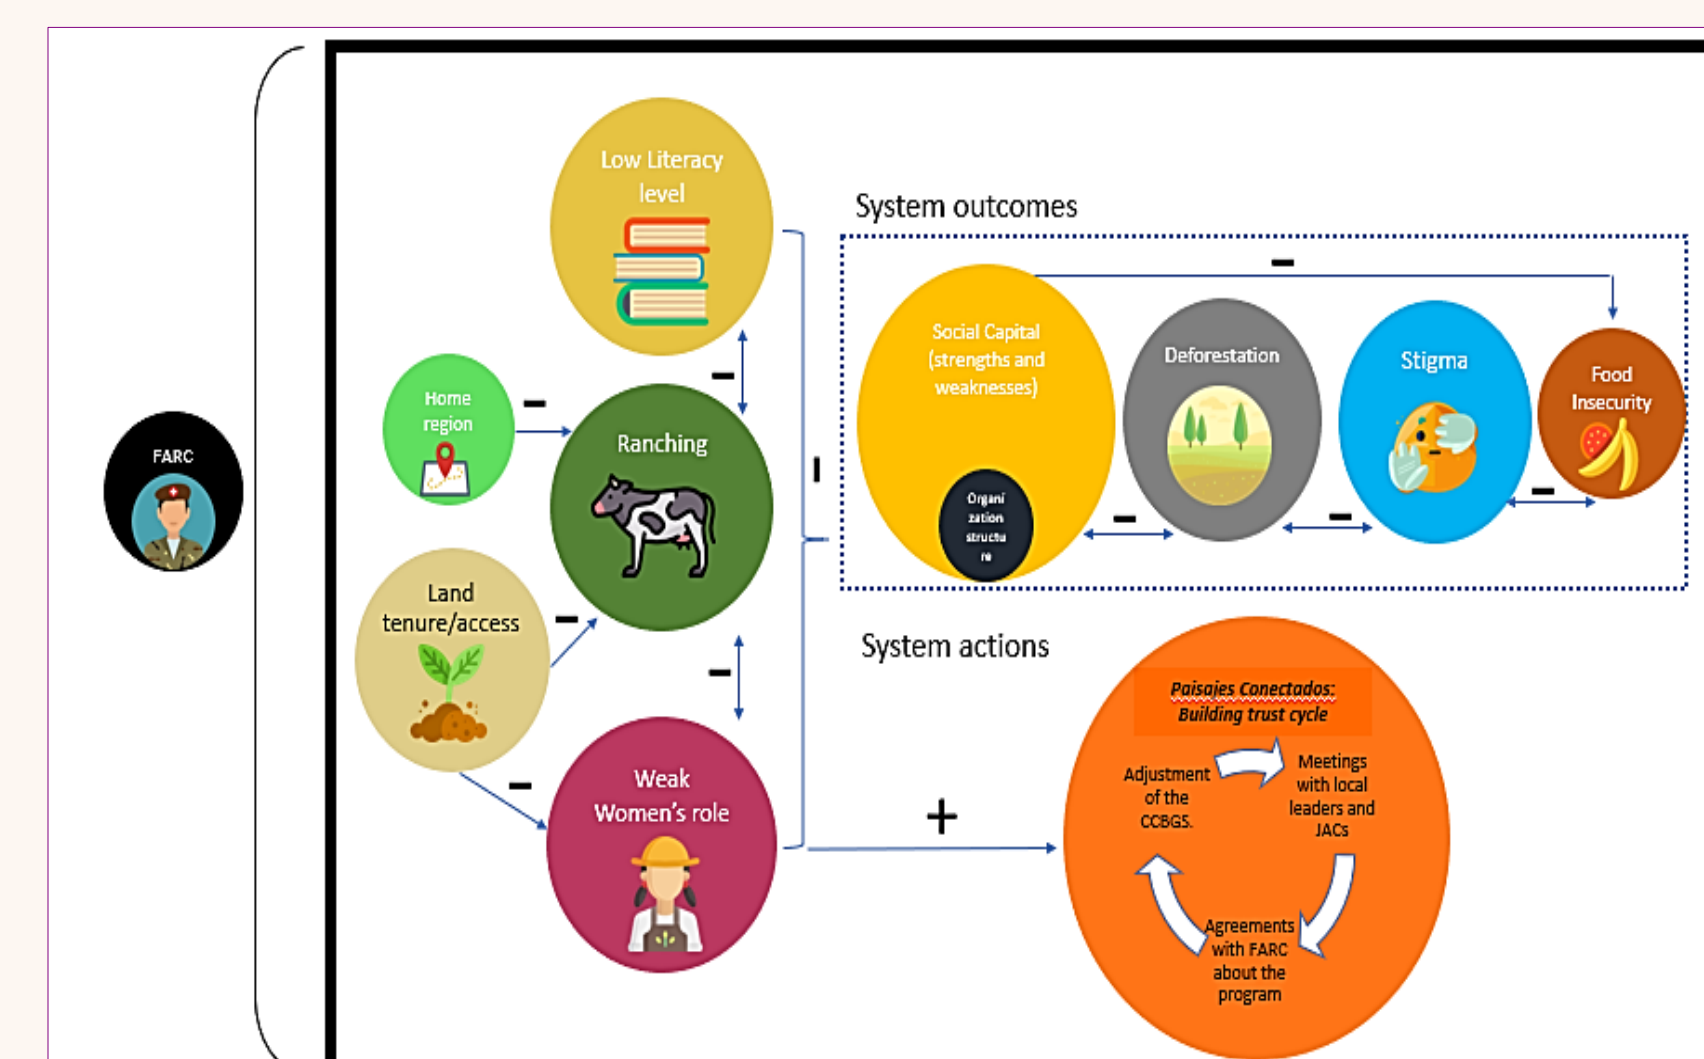 FARC
Low Literacy
level
Home
region
Ranching
Land
tenure/access
Weak
Women's role
System outcomes
Social Capital
(strengths and
weaknesses)
Organi
zation
structu
re
Deforestation
Stigma
Food
Insecurity
System actions
Paisajes Conectados:
Building trust cycle
Adjustment
of the
CCBGS.
Meetings
with local
leaders and
JACs
Agreements
with FARC
about the
program